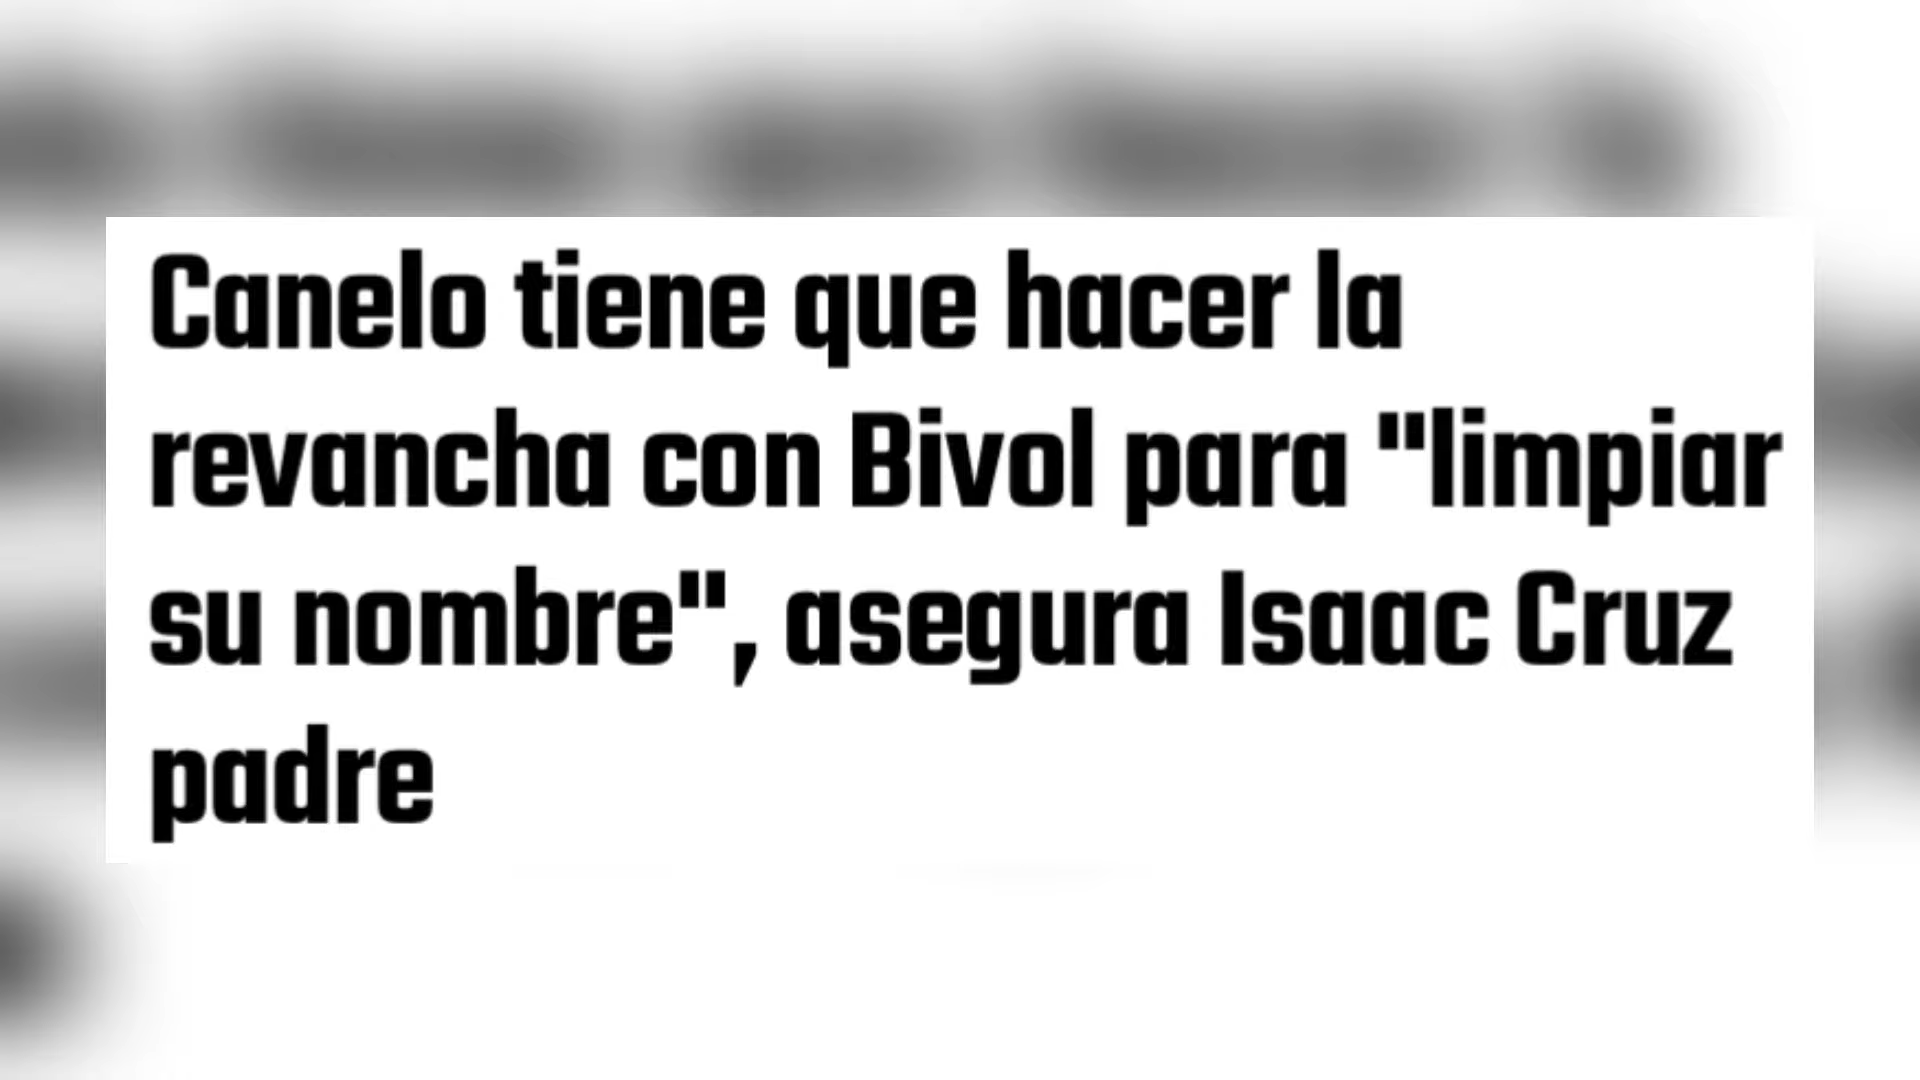 Canelo tiene que hacer la
revancha con Bivol para "limpiar
su nombre", asegura Isaac Cruz
padre